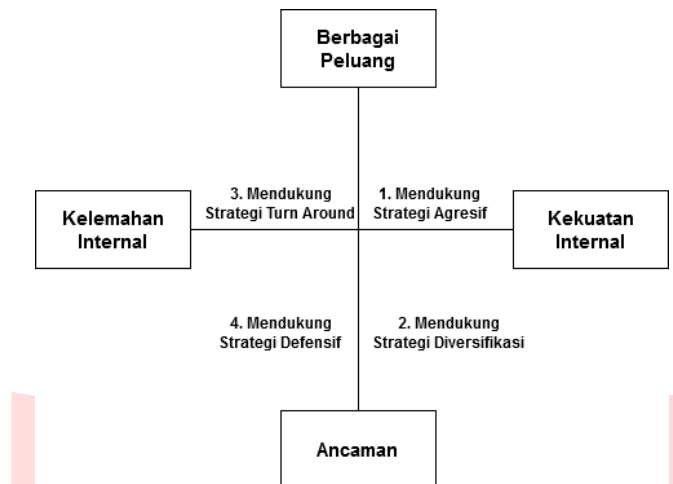 Berbagai
Peluang
3. Mendukung
Strategi Turn Around
1. Mendukung
Strategi Agresif
Kelemahan
Internal
Kekuatan
Internal
4. Mendukung
Strategi Defensif
2. Mendukung
Strategi Diversifikasi
Ancaman